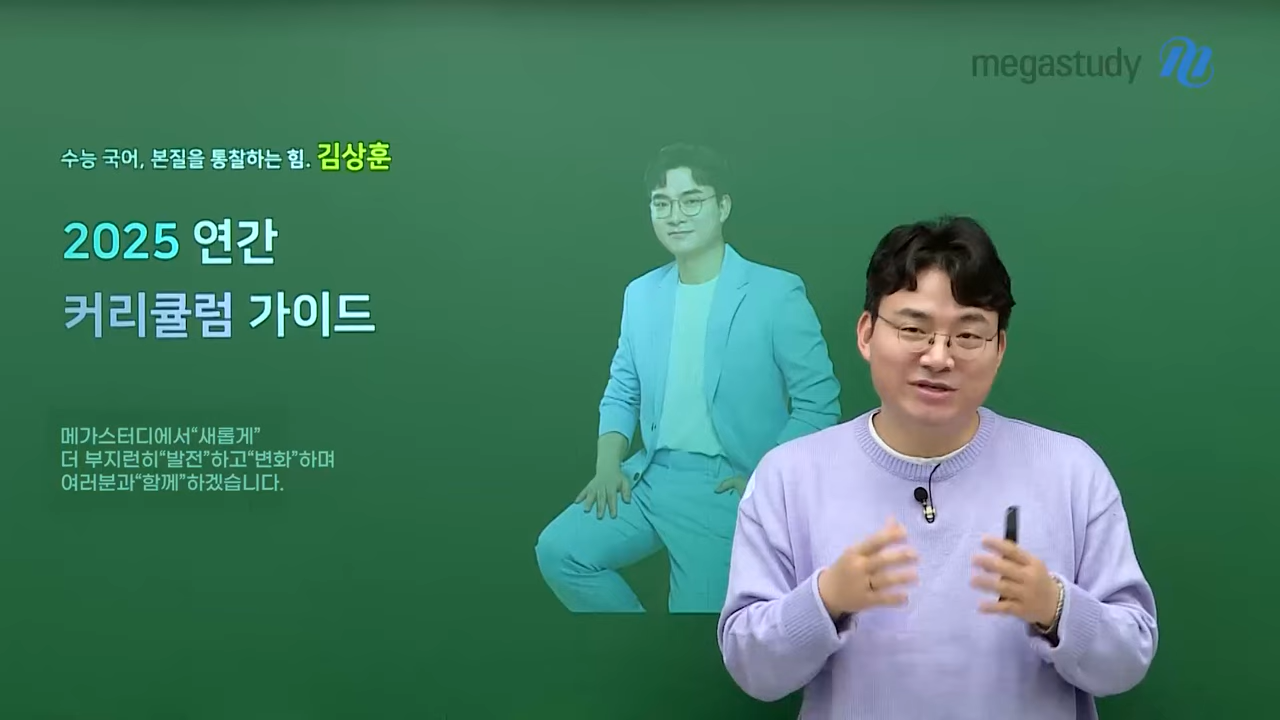 megastudy
수능 국어, 본질을 통찰하는 힘. 김상훈
2025 연간
커리큘럼 가이드
메가스터디에서“새롭게”
더 부지런히“발전”하고“변화”하며
여러분과“함께”하겠습니다.